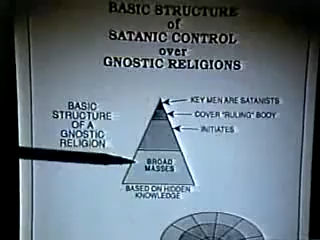 BASIC STRUCTURE
of
SATANIC CONTROL
over
GNOSTIC RELIGIONS
KEY MEN ARE SATANISTS
COVER "RULING" BODY
INITIATES
BASIC
STRUCTURE
OF A
GNOSTIC
RELIGION
BROAD
MASSES
BASED ON HIDDEN
KNOWLEDGE